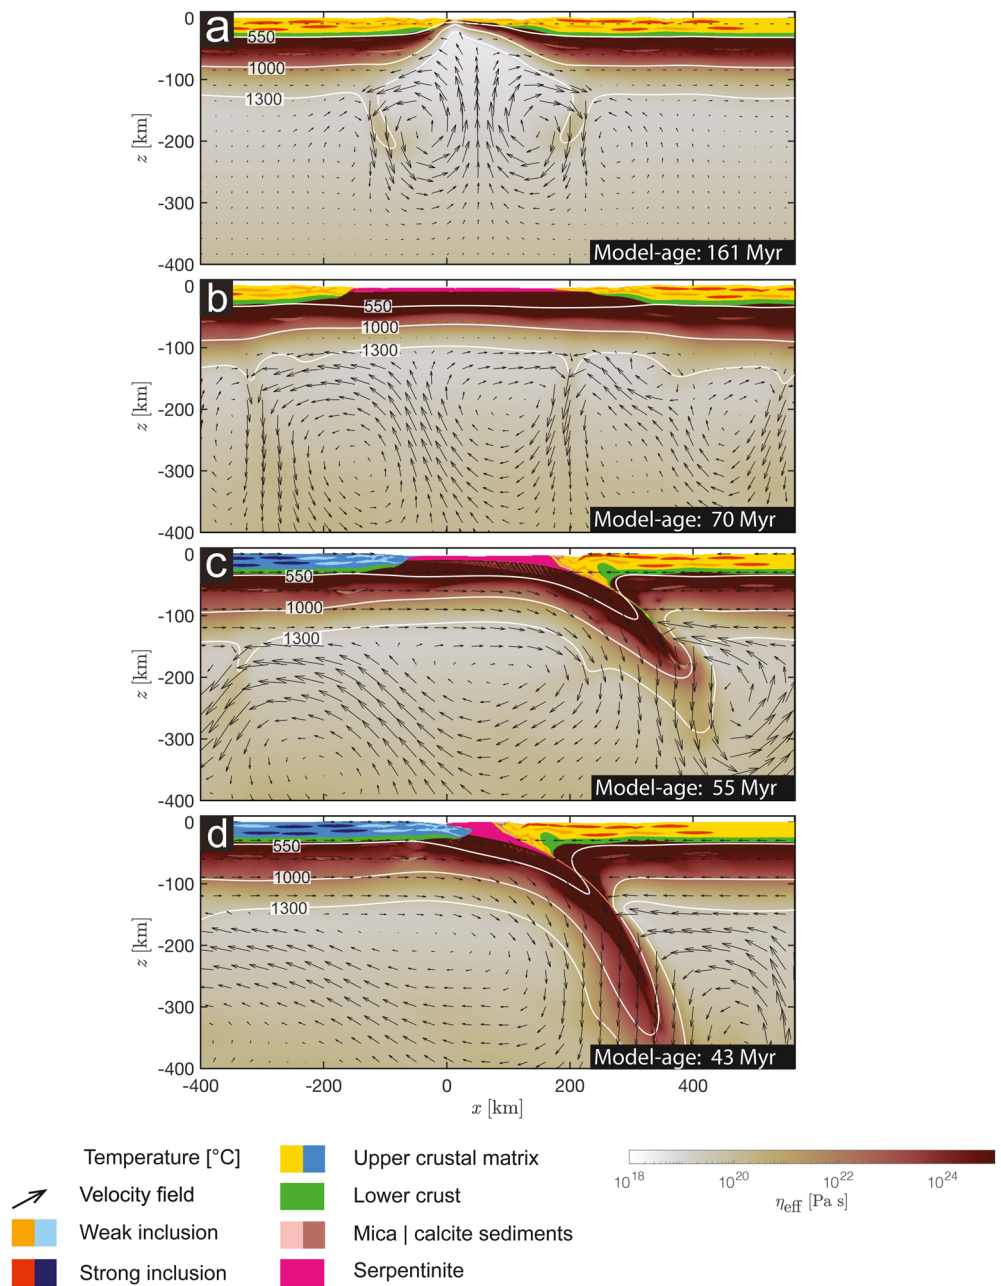 a
0
-100
-200
-300
-400
z [km]
550
1000
1300
Model-age: 161 Myr
b
0
-100
-200
-300
-400
z [km]
550
1000
1300
Model-age: 70 Myr
c
0
-100
-200
-300
-400
z [km]
550
1000
1300
Model-age: 55 Myr
d
0
-100
-200
-300
-400
z [km]
550
1000
1300
Model-age: 43 Myr
-400 -200 0 200 400
x [km]
Temperature [°C]
Velocity field
Weak inclusion
Strong inclusion
Upper crustal matrix
Lower crust
Mica | calcite sediments
Serpentinite
10^18 10^20 10^22 10^24
η_eff [Pa s]